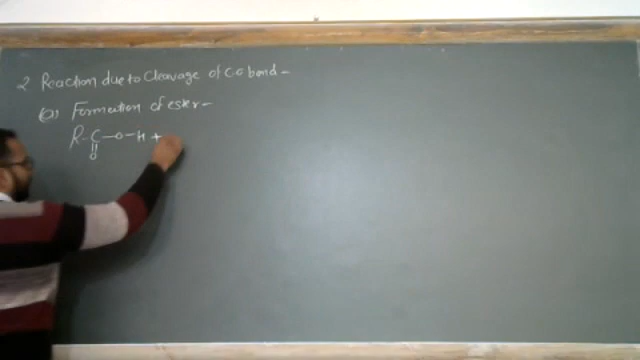 2 Reaction due to Cleavage of C-O bond -
(a) Formation of ester -
R-C-O-H +
||
O